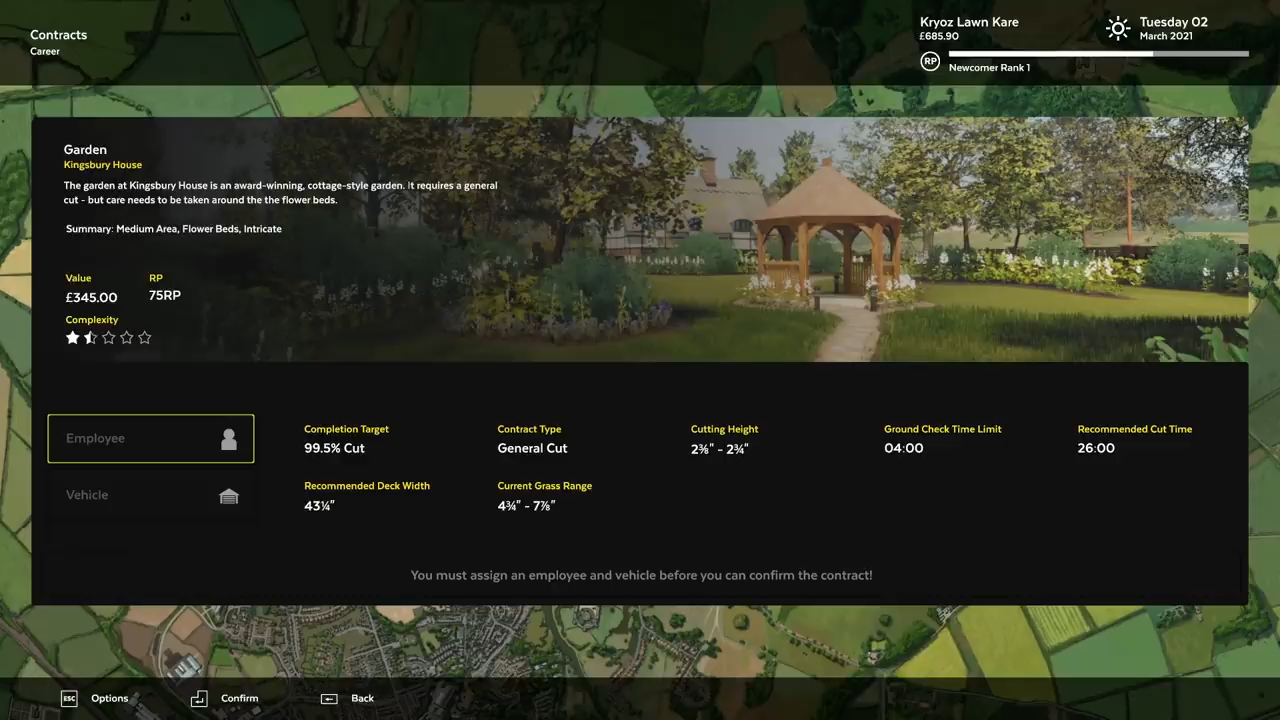 Contracts
Career
Kryoz Lawn Kare
£685.90
Tuesday 02
March 2021
RP
Newcomer Rank 1
Garden
Kingsbury House
The garden at Kingsbury House is an award-winning, cottage-style garden. It requires a general
cut - but care needs to be taken around the the flower beds.
Summary: Medium Area, Flower Beds, Intricate
Value
RP
£345.00
75RP
Complexity
Employee
Vehicle
Completion Target
Contract Type
Cutting Height
Ground Check Time Limit
Recommended Cut Time
99.5% Cut
General Cut
2⅜" - 2¾"
04:00
26:00
Recommended Deck Width
Current Grass Range
43¼"
4¾" - 7⅞"
You must assign an employee and vehicle before you can confirm the contract!
ESC
Options
Confirm
Back